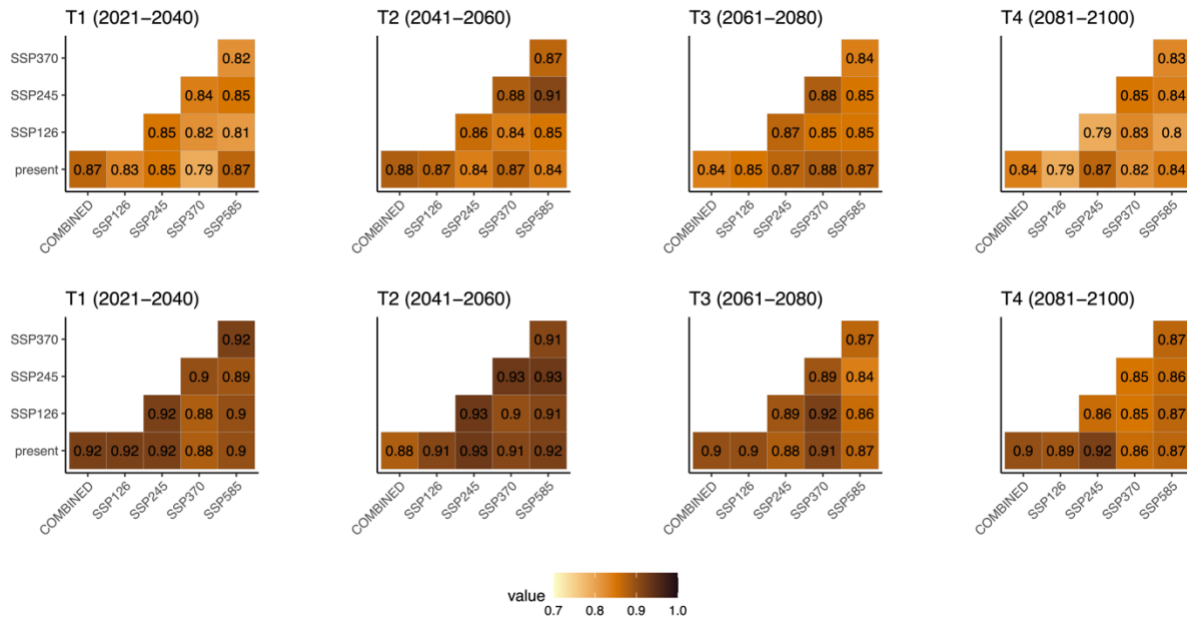 T1 (2021−2040) T2 (2041−2060) T3 (2061−2080) T4 (2081−2100)
SSP370 0.82 0.87 0.84 0.83
SSP245 0.84 0.85 0.88 0.91 0.88 0.85 0.85 0.84
SSP126 0.85 0.82 0.81 0.86 0.84 0.85 0.87 0.85 0.85 0.79 0.83 0.8
present 0.87 0.83 0.85 0.79 0.87 0.88 0.87 0.84 0.87 0.84 0.84 0.85 0.87 0.88 0.87 0.84 0.79 0.87 0.82 0.84
COMBINED SSP126 SSP245 SSP370 SSP585 COMBINED SSP126 SSP245 SSP370 SSP585 COMBINED SSP126 SSP245 SSP370 SSP585 COMBINED SSP126 SSP245 SSP370 SSP585
T1 (2021−2040) T2 (2041−2060) T3 (2061−2080) T4 (2081−2100)
SSP370 0.92 0.91 0.87 0.87
SSP245 0.9 0.89 0.93 0.93 0.89 0.84 0.85 0.86
SSP126 0.92 0.88 0.9 0.93 0.9 0.91 0.89 0.92 0.86 0.86 0.85 0.87
present 0.92 0.92 0.92 0.88 0.9 0.88 0.91 0.93 0.91 0.92 0.9 0.9 0.88 0.91 0.87 0.9 0.89 0.92 0.86 0.87
COMBINED SSP126 SSP245 SSP370 SSP585 COMBINED SSP126 SSP245 SSP370 SSP585 COMBINED SSP126 SSP245 SSP370 SSP585 COMBINED SSP126 SSP245 SSP370 SSP585
value
0.7 0.8 0.9 1.0